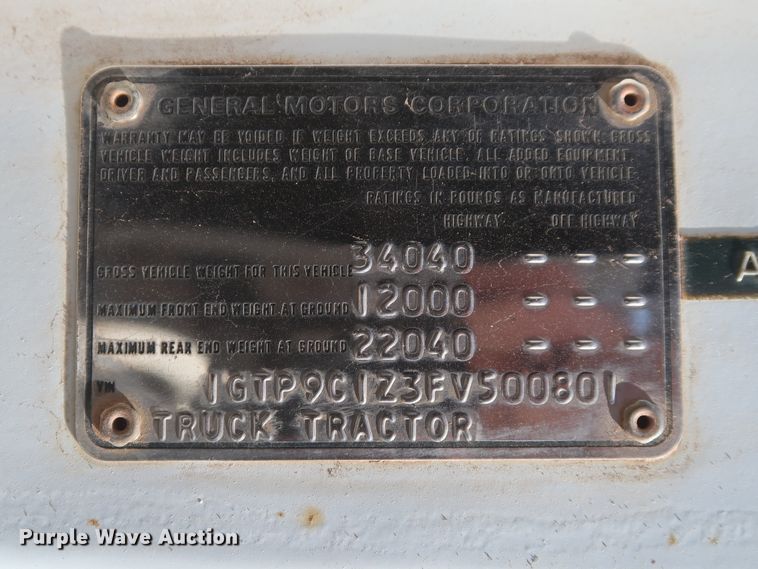 GENERAL MOTORS CORPORATION
WARRANTY MAY BE VOIDED IF WEIGHT EXCEEDS ANY OF RATINGS SHOWN. GROSS
VEHICLE WEIGHT INCLUDES WEIGHT OF BASE VEHICLE, ALL ADDED EQUIPMENT,
DRIVER AND PASSENGERS, AND ALL PROPERTY LOADED INTO OR ONTO VEHICLE.
RATINGS IN POUNDS AS MANUFACTURED
HIGHWAY OFF HIGHWAY
GROSS VEHICLE WEIGHT FOR THIS VEHICLE 34040 - - -
MAXIMUM FRONT END WEIGHT AT GROUND 12000 - - -
A
MAXIMUM REAR END WEIGHT AT GROUND 22040 - - -
VIN 1GTP9C1Z3FV500801
TRUCK TRACTOR
Purple Wave Auction